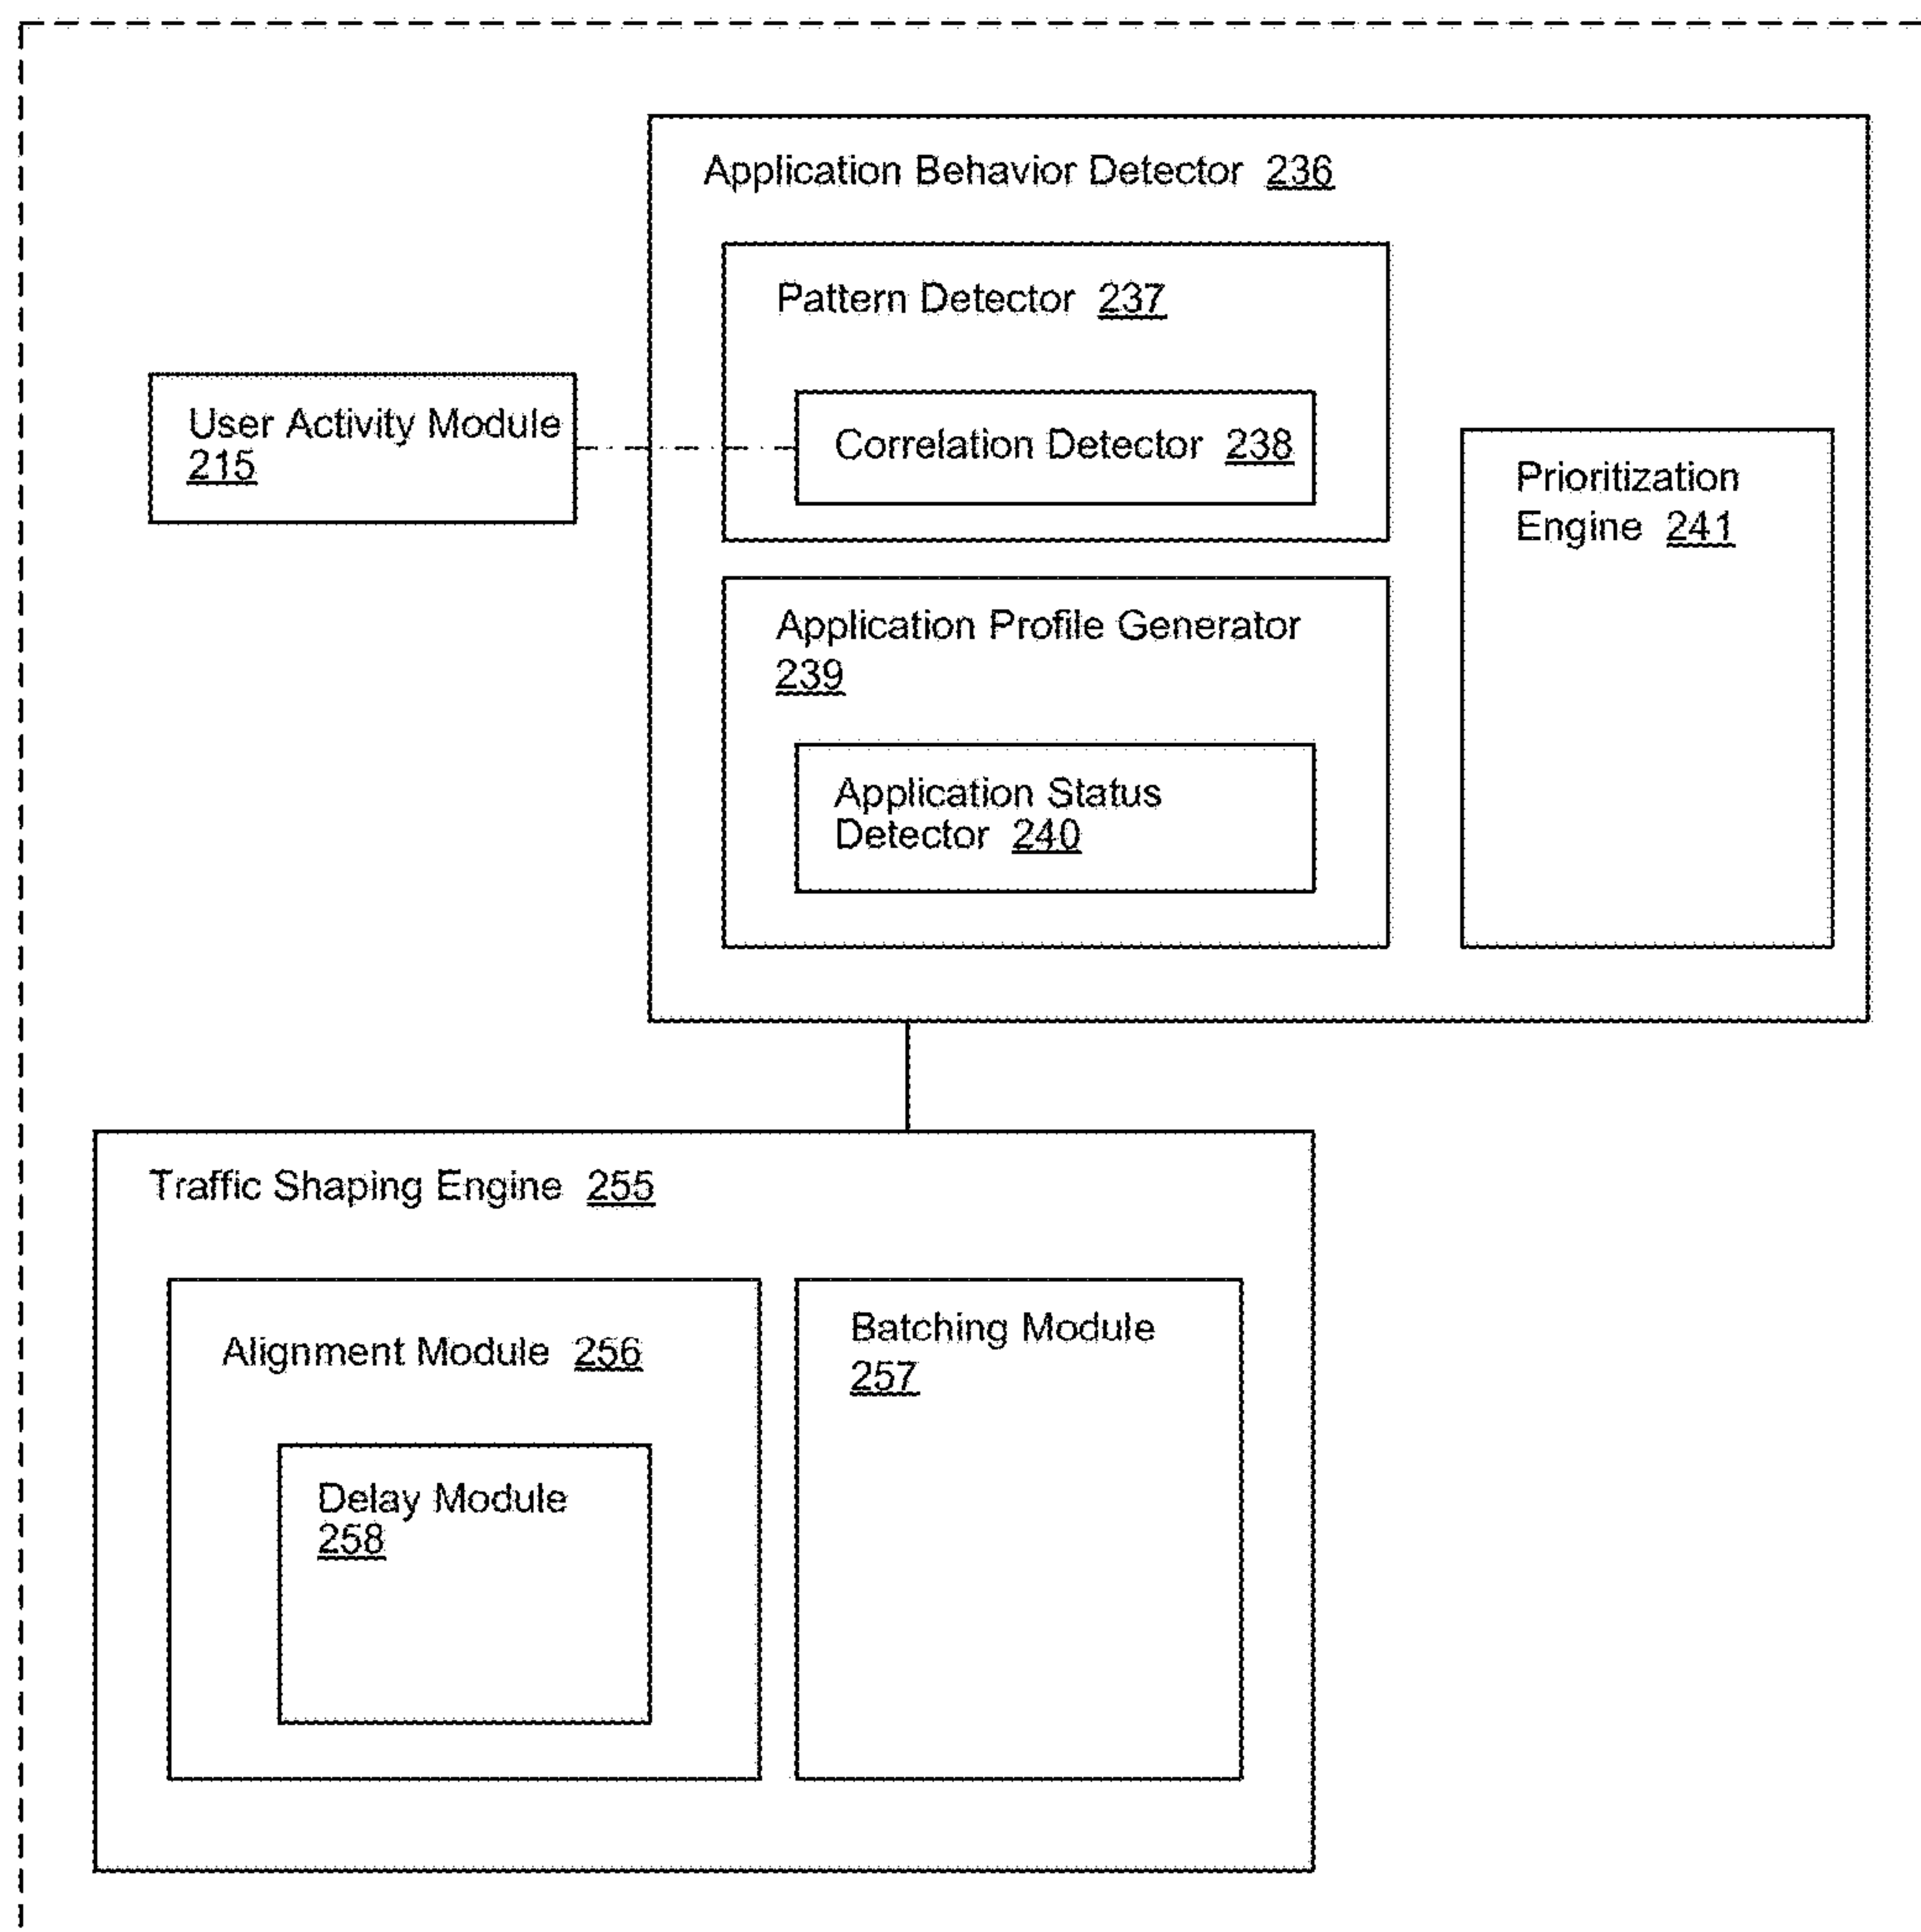 Application Behavior Detector 236
Pattern Detector 237
User Activity Module
215
Correlation Detector 238
Prioritization
Engine 241
Application Profile Generator
239
Application Status
Detector 240
Traffic Shaping Engine 255
Alignment Module 256
Batching Module
257
Delay Module
258